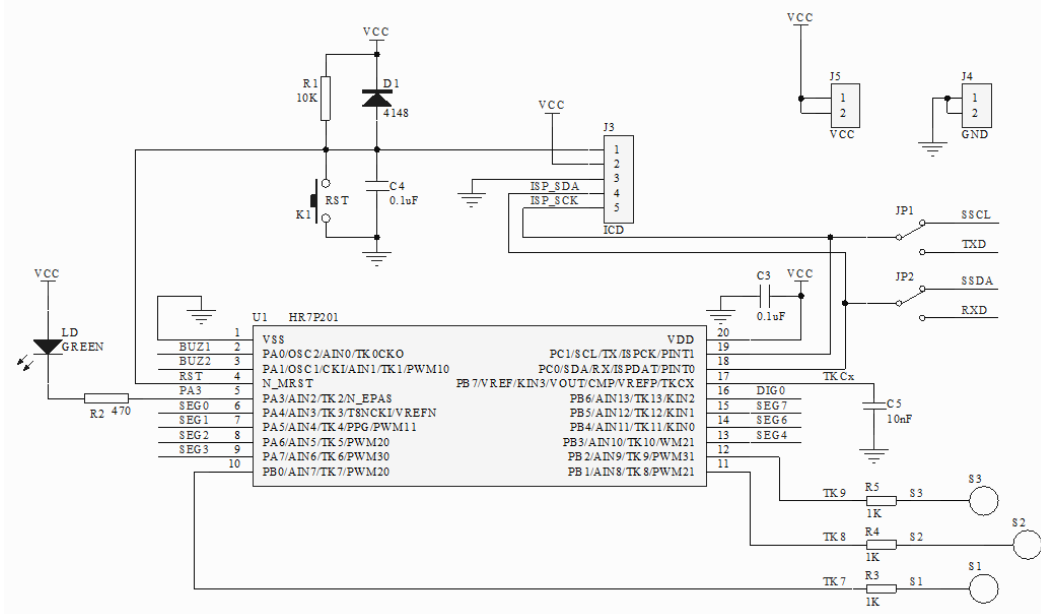 VCC
VCC
R1
10K
D1
4148
J5
1
2
VCC
J4
1
2
GND
VCC
J3
1
2
3
ISP_SDA 4
ISP_SCK 5
ICD
C4
0.1uF
K1
RST
JP1
SSCL
TXD
JP2
SSDA
RXD
VCC
LD
GREEN
C3
0.1uF
VCC
U1 HR7P201
1 VSS
BUZ1 2 PA0/OSC2/AIN0/TK0CKO
BUZ2 3 PA1/OSC1/CKI/AIN1/TK1/PWM10
RST 4 N_MRST
PA3 5 PA3/AIN2/TK2/N_EPAS
SEG0 6 PA4/AIN3/TK3/T8NCKI/VREFN
SEG1 7 PA5/AIN4/TK4/PPG/PWM11
SEG2 8 PA6/AIN5/TK5/PWM20
SEG3 9 PA7/AIN6/TK6/PWM30
10 PB0/AIN7/TK7/PWM20
VDD 20
PC1/SCL/TX/ISPCK/PINT1 19
PC0/SDA/RX/ISPDAT/PINT0 18
PB7/VREF/KIN3/VOUT/CMP/VREFP/TKCX 17 TKCx
PB6/AIN13/TK13/KIN2 16 DIG0
PB5/AIN12/TK12/KIN1 15 SEG7
PB4/AIN11/TK11/KIN0 14 SEG6
PB3/AIN10/TK10/WM21 13 SEG4
PB2/AIN9/TK9/PWM31 12
PB1/AIN8/TK8/PWM21 11
R2 470
C5
10nF
TK9 R5 S3 S3
1K
TK8 R4 S2 S2
1K
TK7 R3 S1 S1
1K